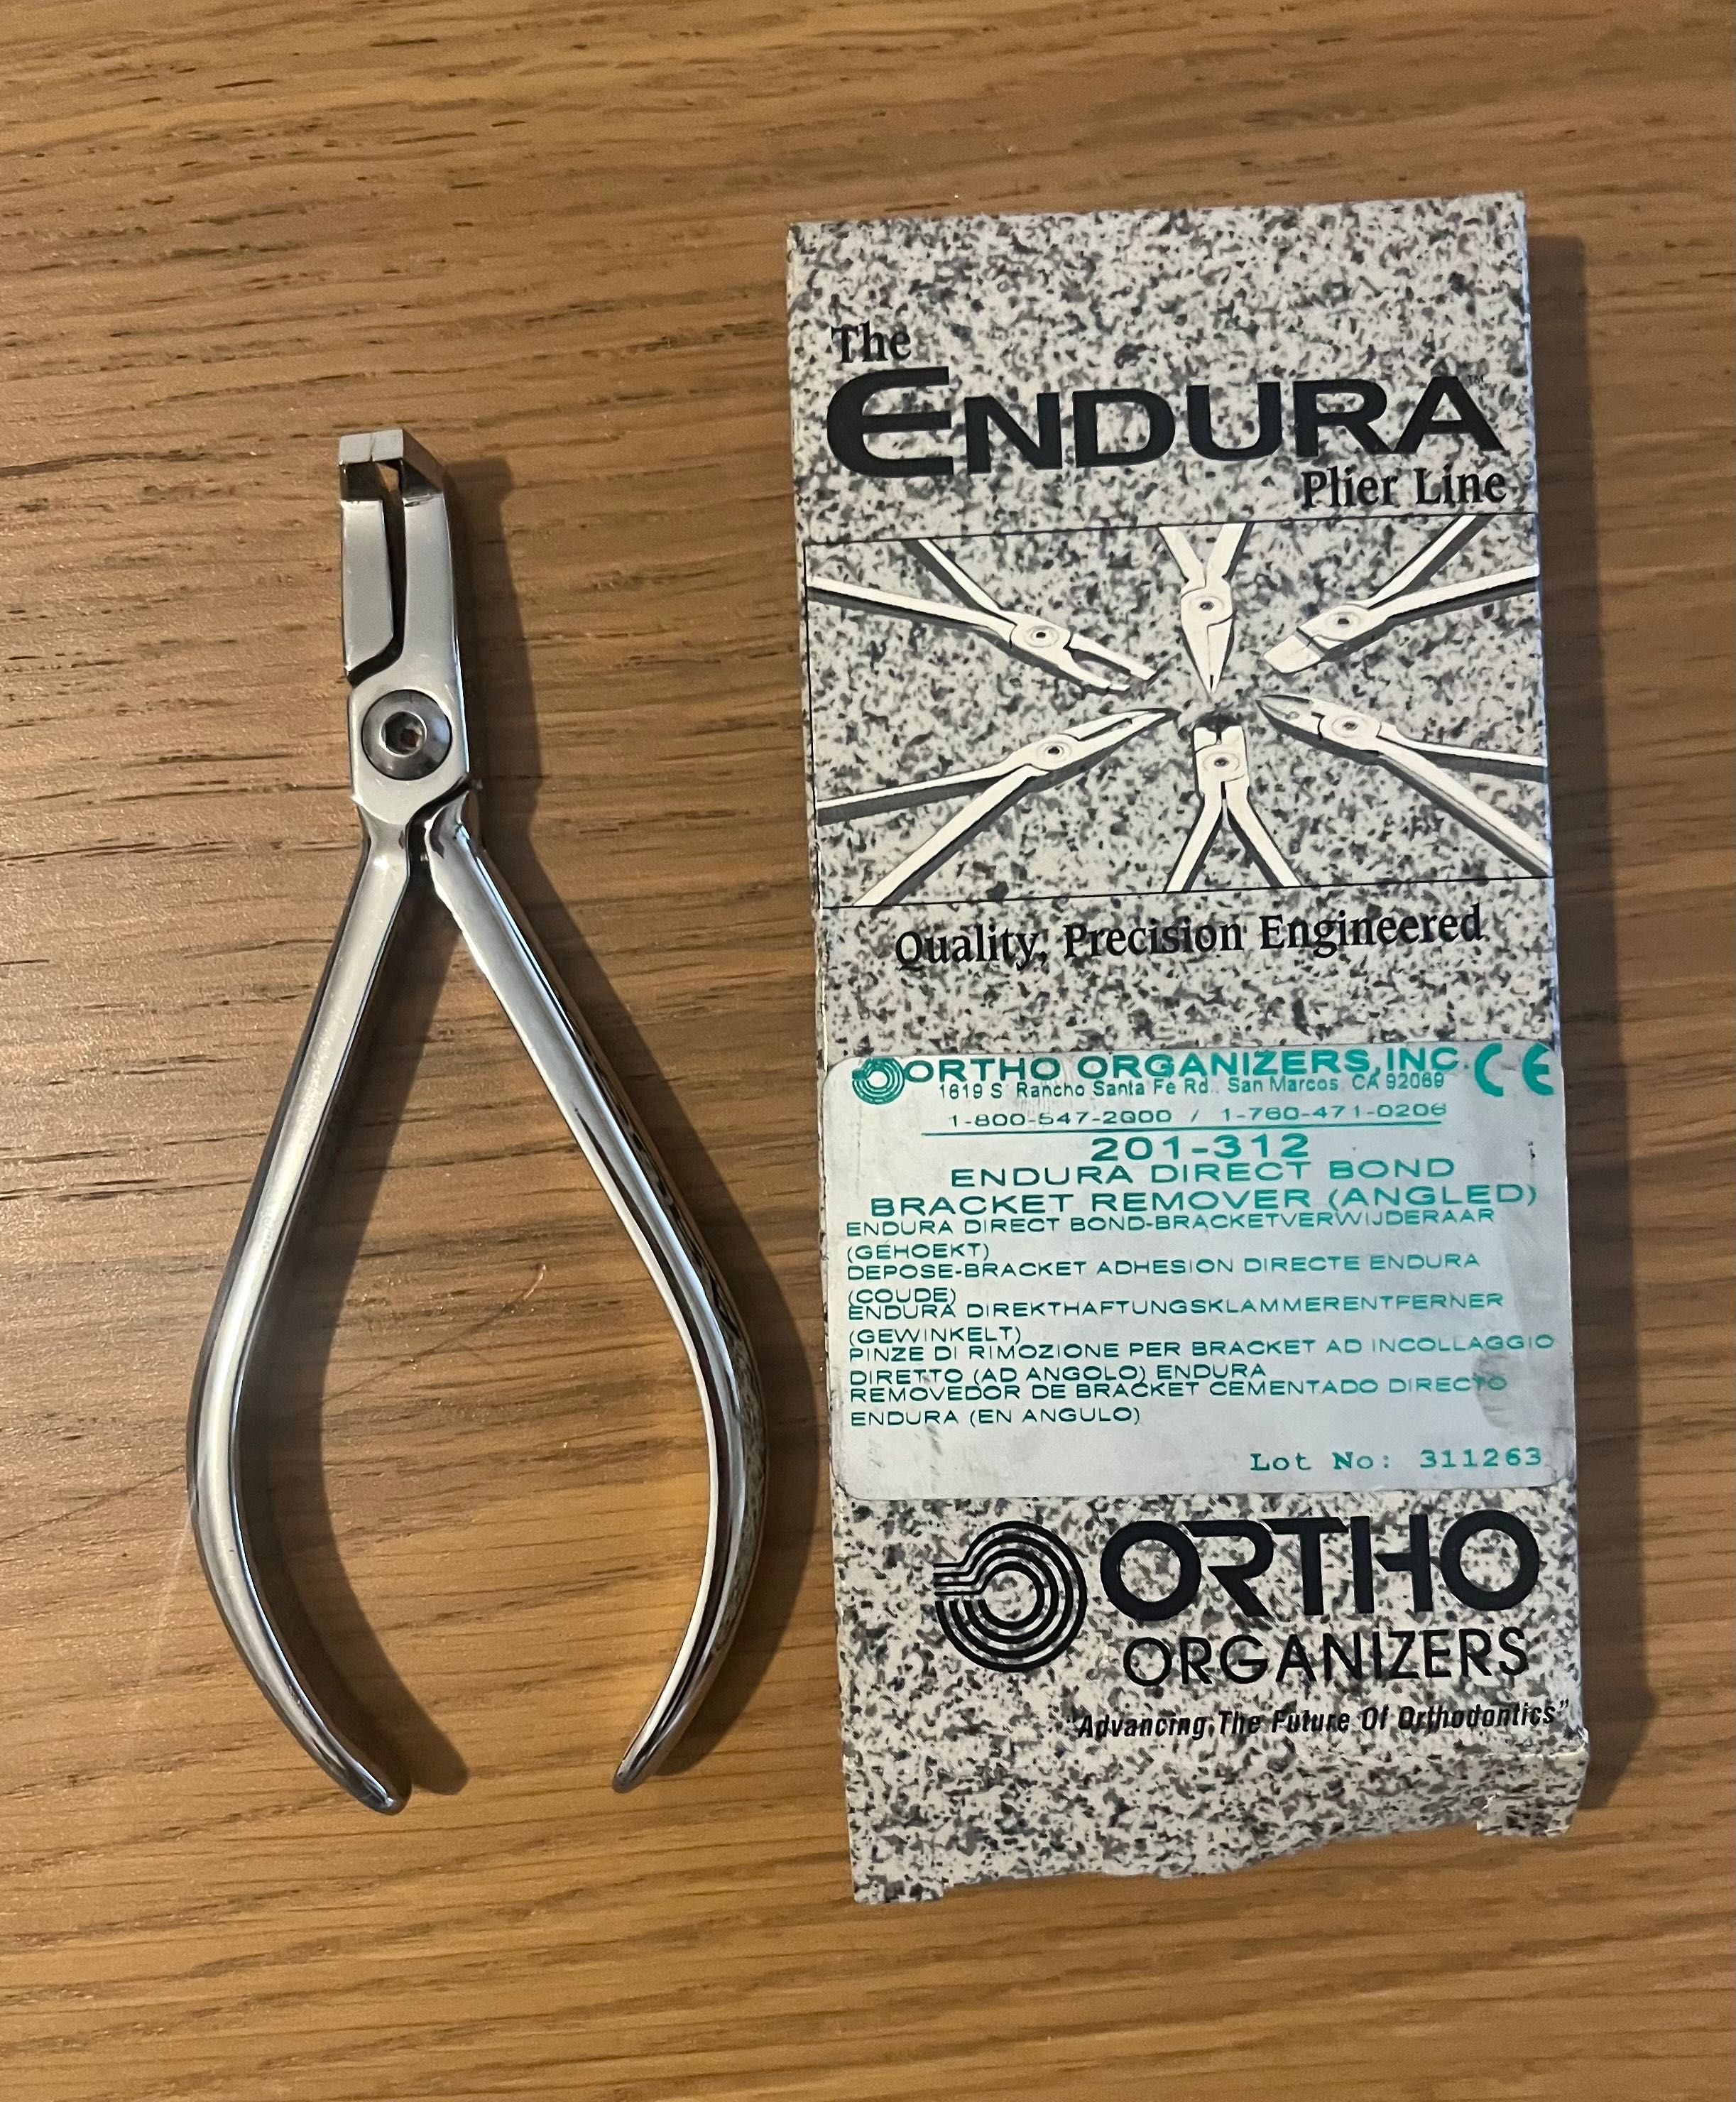 The
ENDURA™
Plier Line
Quality, Precision Engineered
ORTHO ORGANIZERS, INC. CE
1619 S. Rancho Santa Fe Rd., San Marcos, CA 92069
1-800-547-2000 / 1-760-471-0206
201-312
ENDURA DIRECT BOND
BRACKET REMOVER (ANGLED)
ENDURA DIRECT BOND-BRACKETVERWIJDERAAR
(GEHOEKT)
DEPOSE-BRACKET ADHESION DIRECTE ENDURA
(COUDE)
ENDURA DIREKTHAFTUNGSKLAMMERENTFERNER
(GEWINKELT)
PINZE DI RIMOZIONE PER BRACKET AD INCOLLAGGIO
DIRETTO (AD ANGOLO) ENDURA
REMOVEDOR DE BRACKET CEMENTADO DIRECTO
ENDURA (EN ANGULO)
Lot No: 311263
ORTHO
ORGANIZERS
"Advancing The Future Of Orthodontics"